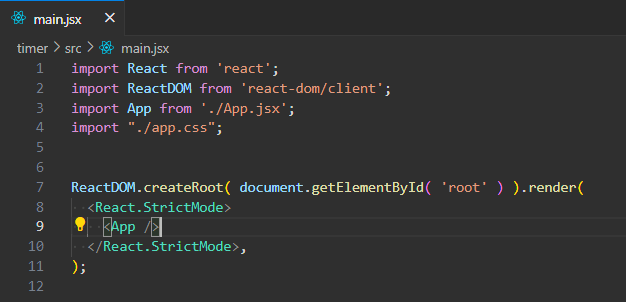 main.jsx
timer > src > main.jsx
1 import React from 'react';
2 import ReactDOM from 'react-dom/client';
3 import App from './App.jsx';
4 import "./app.css";
5
6
7 ReactDOM.createRoot( document.getElementById( 'root' ) ).render(
8 <React.StrictMode>
9 <App />
10 </React.StrictMode>,
11 );
12